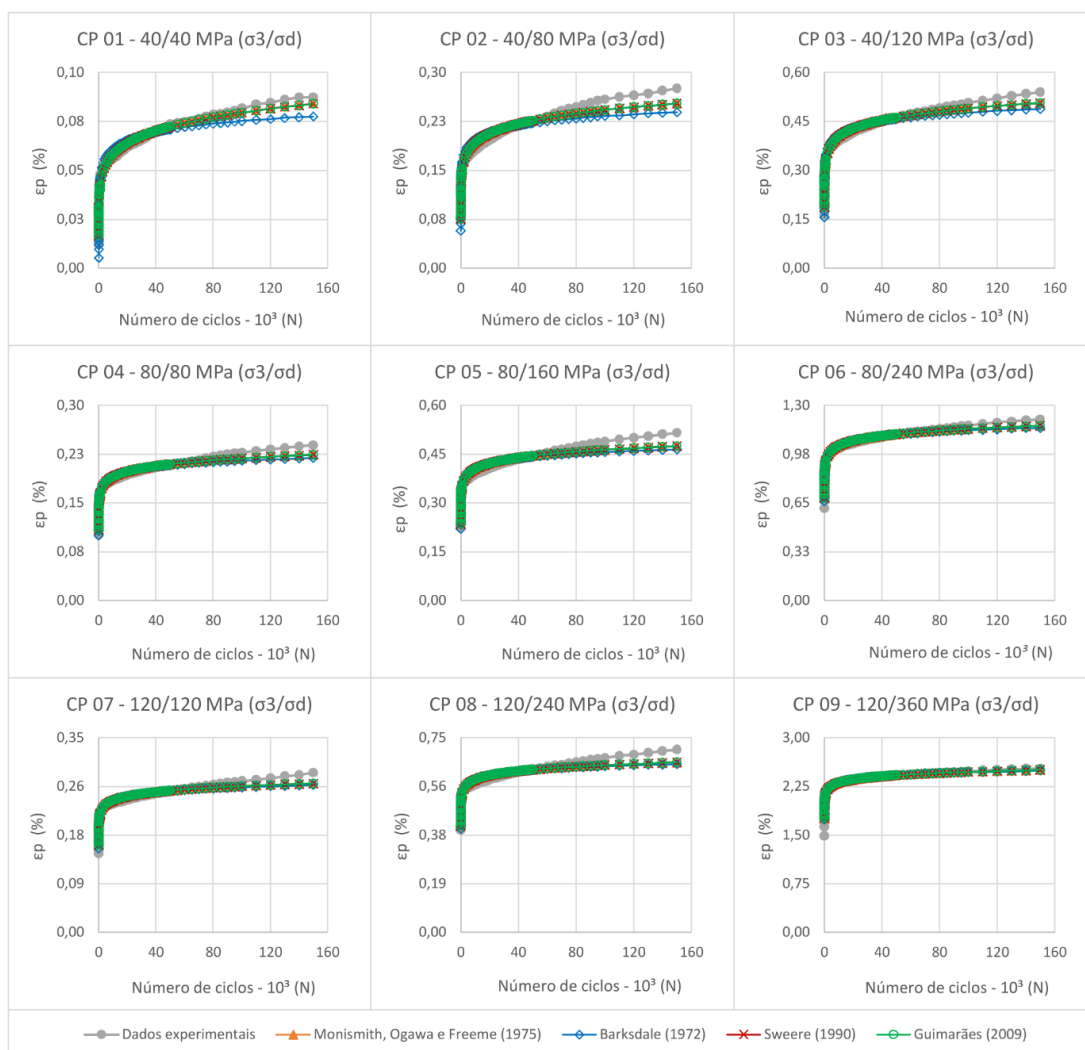 CP 01 - 40/40 MPa (σ3/σd)
0,10
0,08
0,05
0,03
0,00
εp (%)
0 40 80 120 160
Número de ciclos - 10³ (N)
CP 02 - 40/80 MPa (σ3/σd)
0,30
0,23
0,15
0,08
0,00
εp (%)
0 40 80 120 160
Número de ciclos - 10³ (N)
CP 03 - 40/120 MPa (σ3/σd)
0,60
0,45
0,30
0,15
0,00
εp (%)
0 40 80 120 160
Número de ciclos - 10³ (N)
CP 04 - 80/80 MPa (σ3/σd)
0,30
0,23
0,15
0,08
0,00
εp (%)
0 40 80 120 160
Número de ciclos - 10³ (N)
CP 05 - 80/160 MPa (σ3/σd)
0,60
0,45
0,30
0,15
0,00
εp (%)
0 40 80 120 160
Número de ciclos - 10³ (N)
CP 06 - 80/240 MPa (σ3/σd)
1,30
0,98
0,65
0,33
0,00
εp (%)
0 40 80 120 160
Número de ciclos - 10³ (N)
CP 07 - 120/120 MPa (σ3/σd)
0,35
0,26
0,18
0,09
0,00
εp (%)
0 40 80 120 160
Número de ciclos - 10³ (N)
CP 08 - 120/240 MPa (σ3/σd)
0,75
0,56
0,38
0,19
0,00
εp (%)
0 40 80 120 160
Número de ciclos - 10³ (N)
CP 09 - 120/360 MPa (σ3/σd)
3,00
2,25
1,50
0,75
0,00
εp (%)
0 40 80 120 160
Número de ciclos - 10³ (N)
Dados experimentais Monismith, Ogawa e Freeme (1975) Barksdale (1972) Sweere (1990) Guimarães (2009)